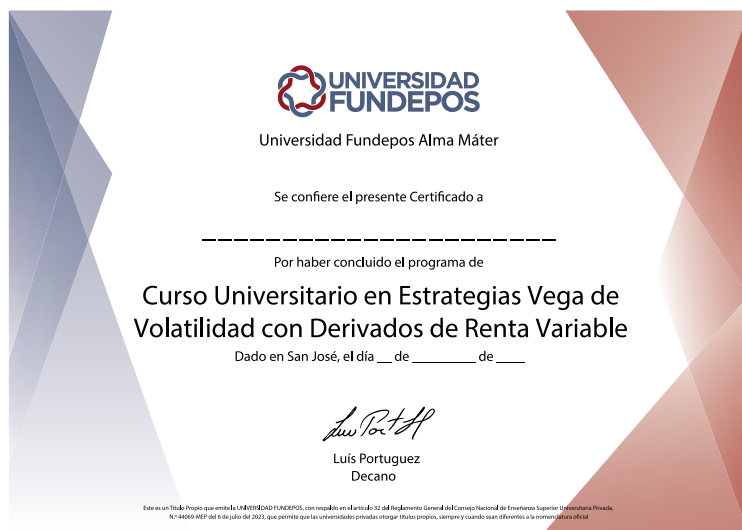 UNIVERSIDAD
FUNDEPOS
Universidad Fundepos Alma Máter
Se confiere el presente Certificado a
Por haber concluido el programa de
Curso Universitario en Estrategias Vega de
Volatilidad con Derivados de Renta Variable
Dado en San José, el día __ de ________ de ____
Luís Portuguez
Decano
Este es un Título Propio que emite la UNIVERSIDAD FUNDEPOS, con respaldo en el artículo 32 del Reglamento General del Consejo Nacional de Enseñanza Superior Universitaria Privada,
N.º 44069-MEP del 6 de julio del 2023, que permite que las universidades privadas otorgar títulos propios, siempre y cuando sean diferentes a la nomenclatura oficial